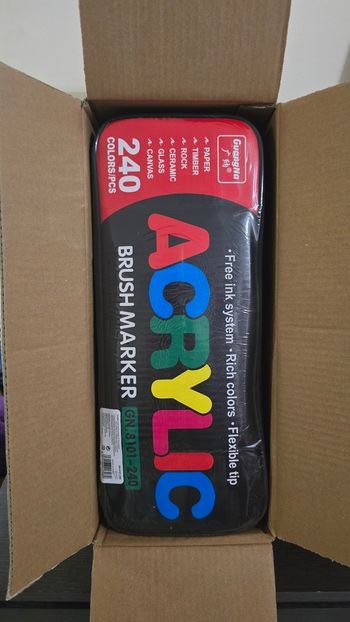 GuangNa
广纳®
PAPER
TIMBER
ROCK
CERAMIC
GLASS
CANVAS
240
COLORS/PCS
•Free ink system •Rich colors •Flexible tip
ACRYLIC
BRUSH MARKER
GN.8101-240